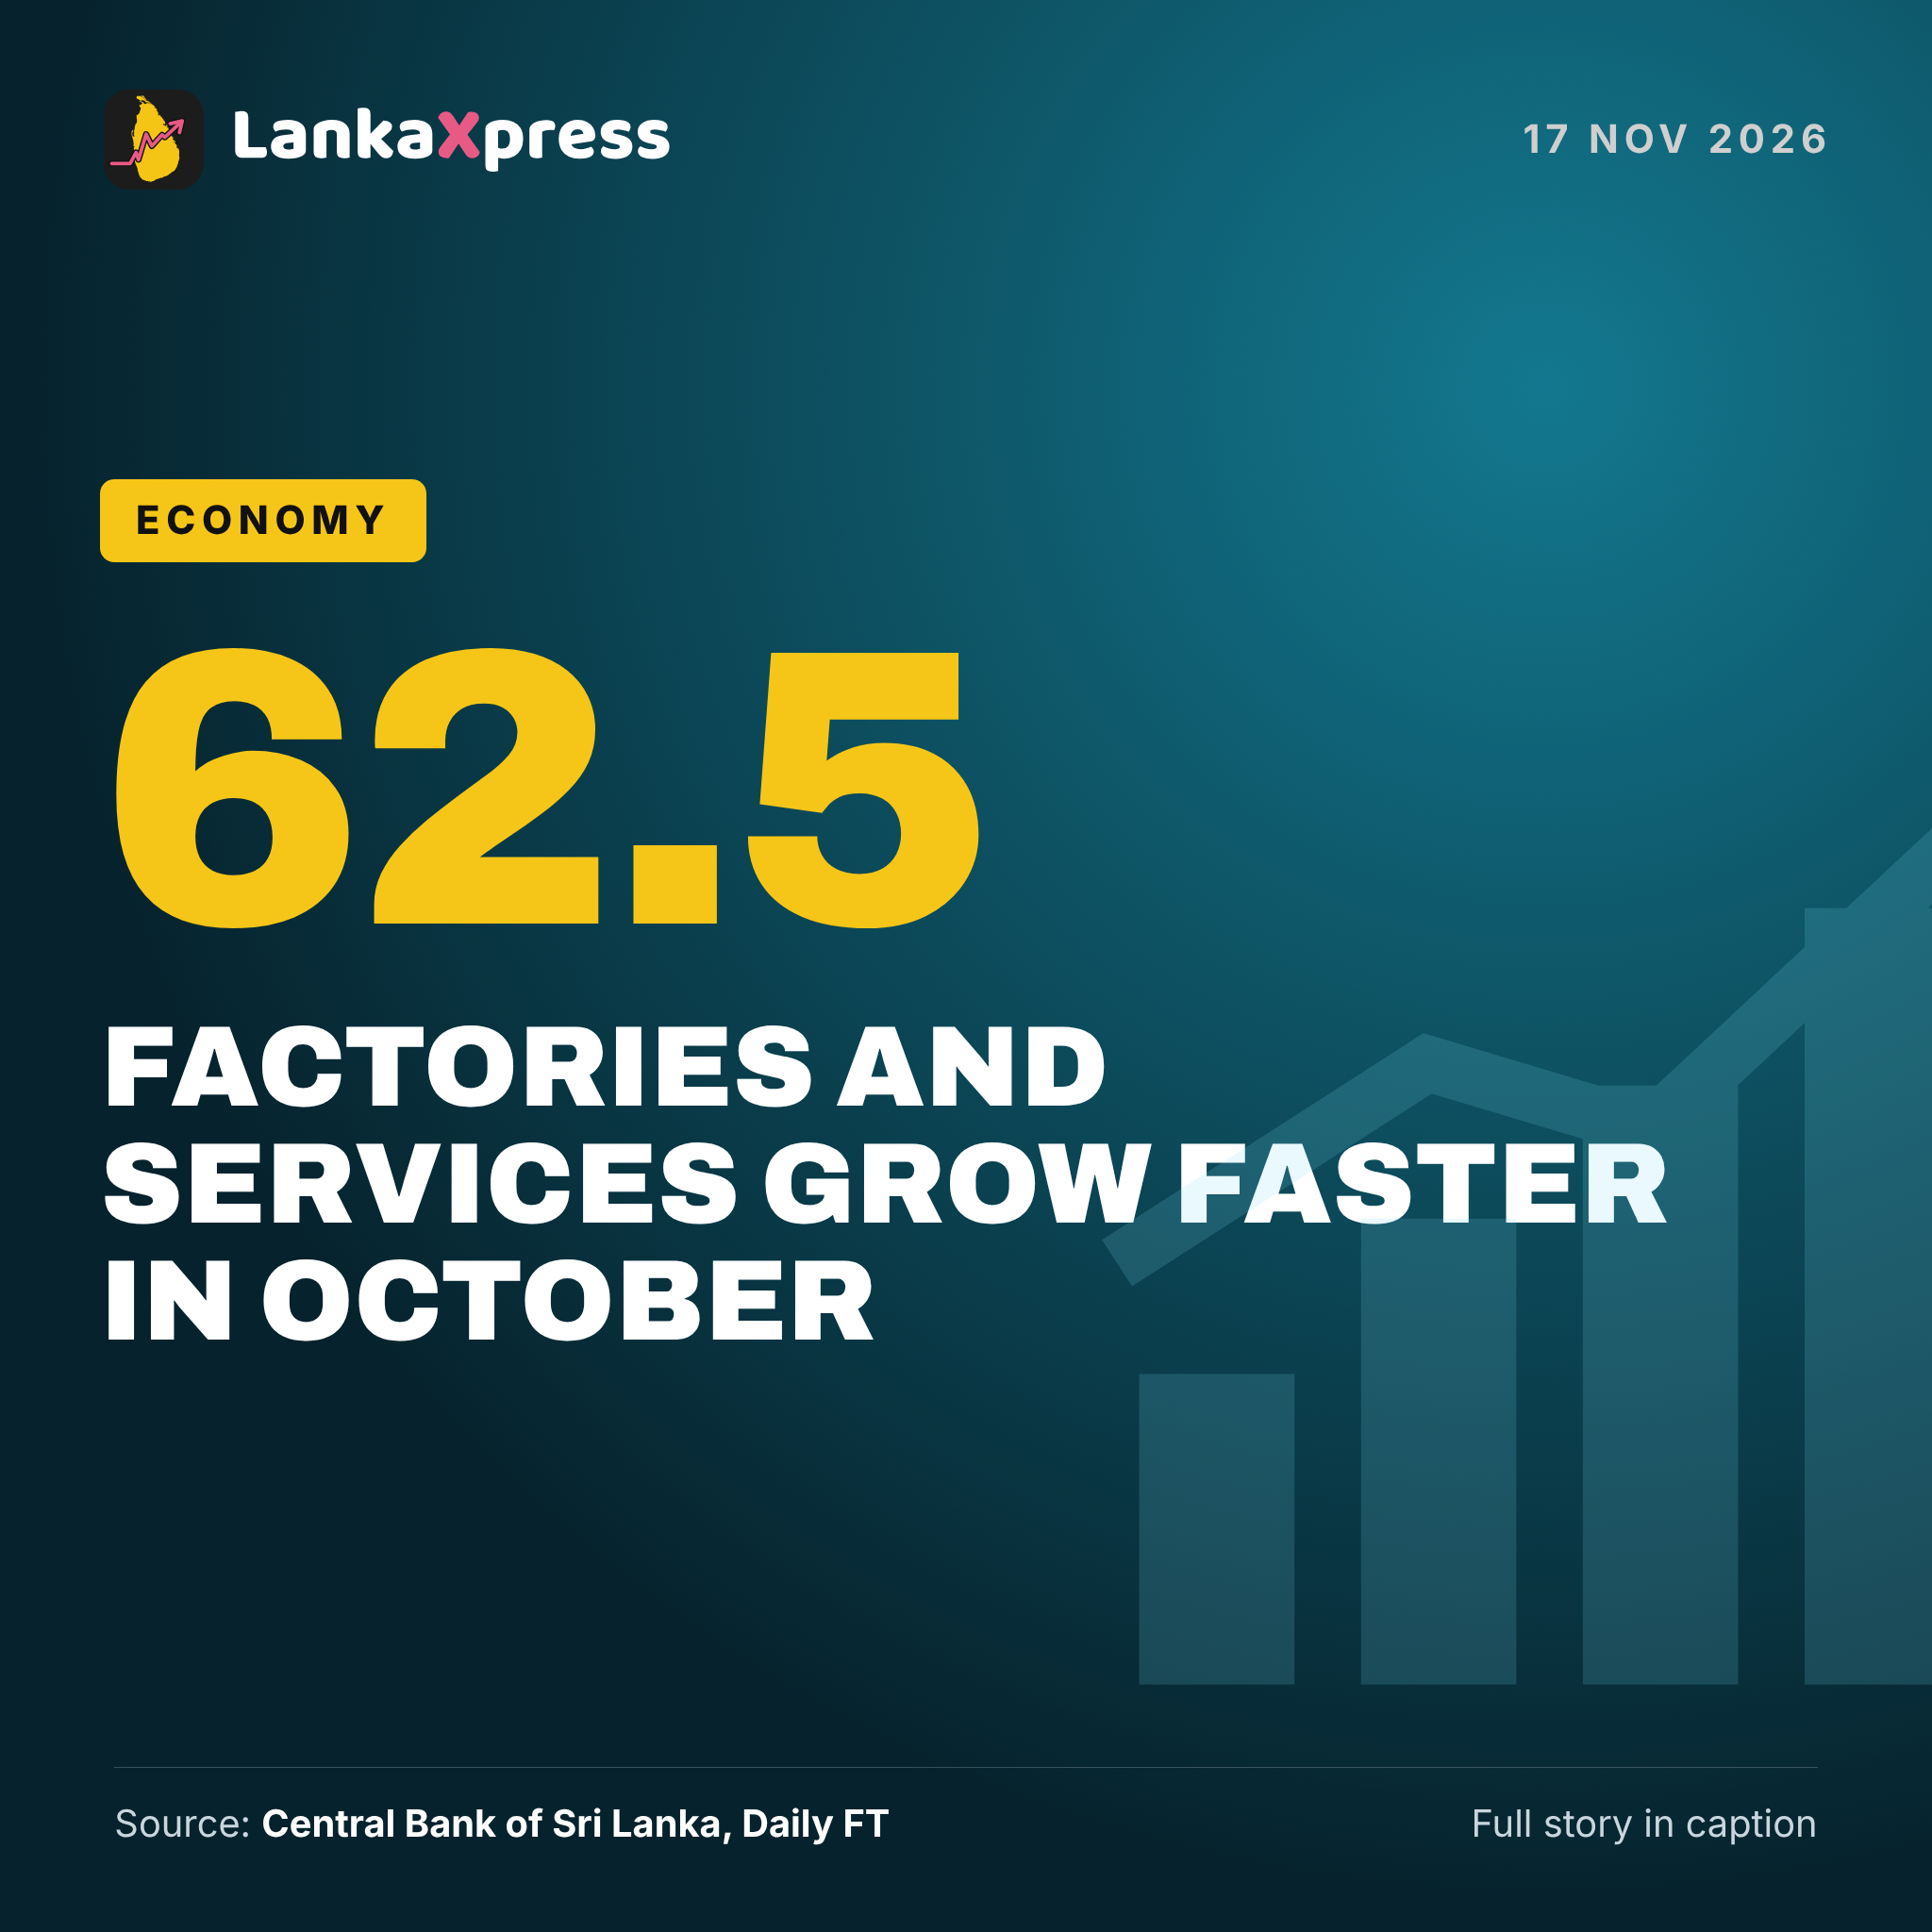 LankaXpress
17 NOV 2026
ECONOMY
62.5
FACTORIES AND
SERVICES GROW FASTER
IN OCTOBER
Source: Central Bank of Sri Lanka, Daily FT
Full story in caption